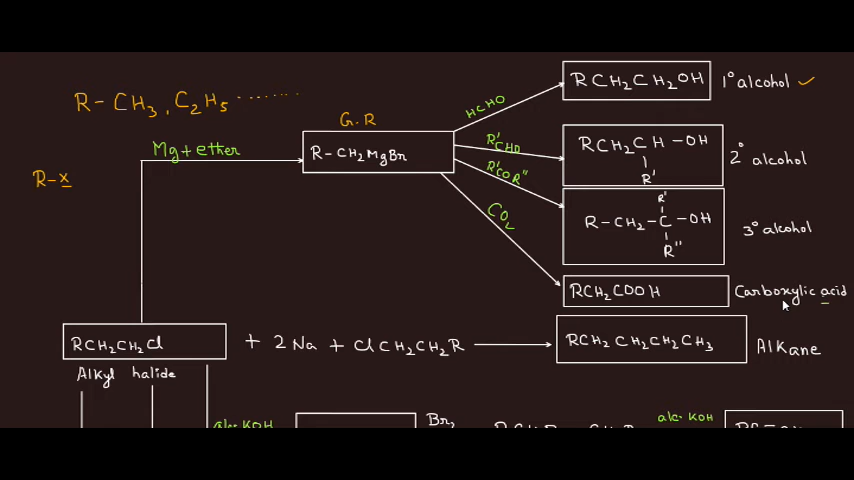 R-CH3, C2H5 ........
G.R
R-x
Mg+ether
R-CH2MgBr
HCHO
RCH2CH2OH
1° alcohol ✓
R'CHO
RCH2CH-OH
R'
2° alcohol
R'COR"
R'
R-CH2-C-OH
R"
3° alcohol
CO2
RCH2COOH
Carboxylic acid
RCH2CH2Cl + 2Na + ClCH2CH2R
RCH2CH2CH2CH3
Alkane
Alkyl halide
alc. KOH
Br2
alc. KOH